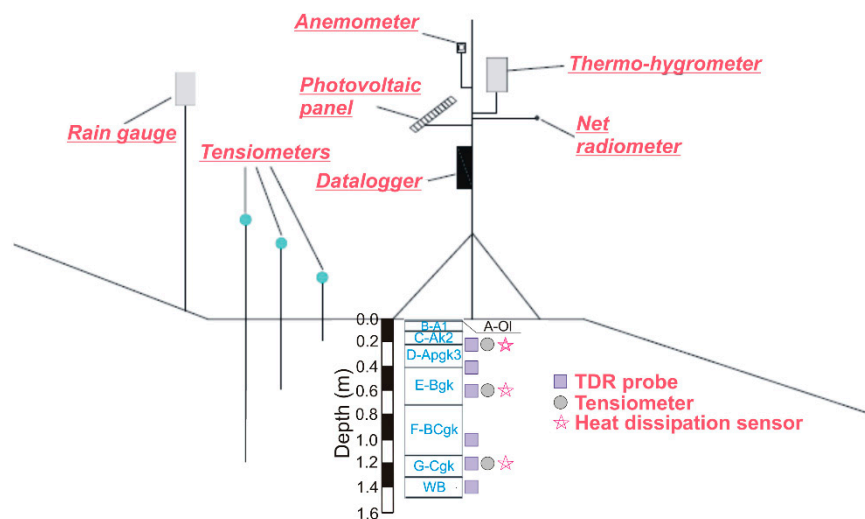 Anemometer
Thermo-hygrometer
Photovoltaic
panel
Rain gauge
Tensiometers
Net
radiometer
Datalogger
Depth (m)
0.0
0.2
0.4
0.6
0.8
1.0
1.2
1.4
1.6
A-Ol
B-A1
C-Ak2
D-Apgk3
E-Bgk
F-BCgk
G-Cgk
WB
TDR probe
Tensiometer
Heat dissipation sensor